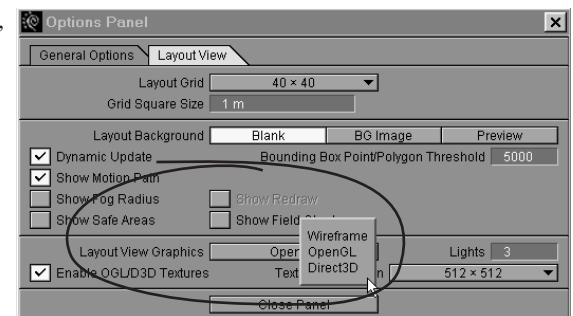 ,
Options Panel
General Options Layout View
Layout Grid 40 × 40
Grid Square Size 1 m
Layout Background Blank BG Image Preview
Dynamic Update Bounding Box Point/Polygon Threshold 5000
Show Motion Path
Show Fog Radius Show Redraw
Show Safe Areas Show Field
Layout View Graphics Lights 3
Wireframe
OpenGL
Direct3D
Enable OGL/D3D Textures 512 × 512
Close Panel